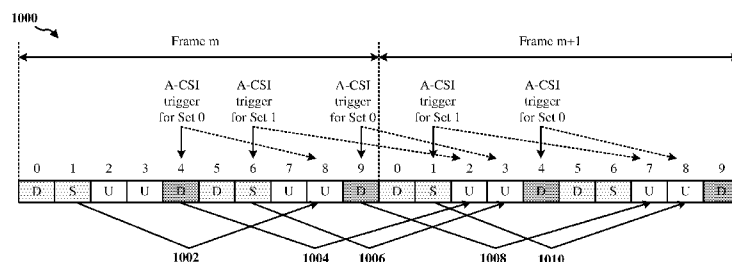 1000
Frame m
Frame m+1
A-CSI trigger for Set 0
A-CSI trigger for Set 1
A-CSI trigger for Set 0
A-CSI trigger for Set 1
A-CSI trigger for Set 0
0 1 2 3 4 5 6 7 8 9 0 1 2 3 4 5 6 7 8 9
D S U U D D S U U D D S U U D D S U U D
1002 1004 1006 1008 1010